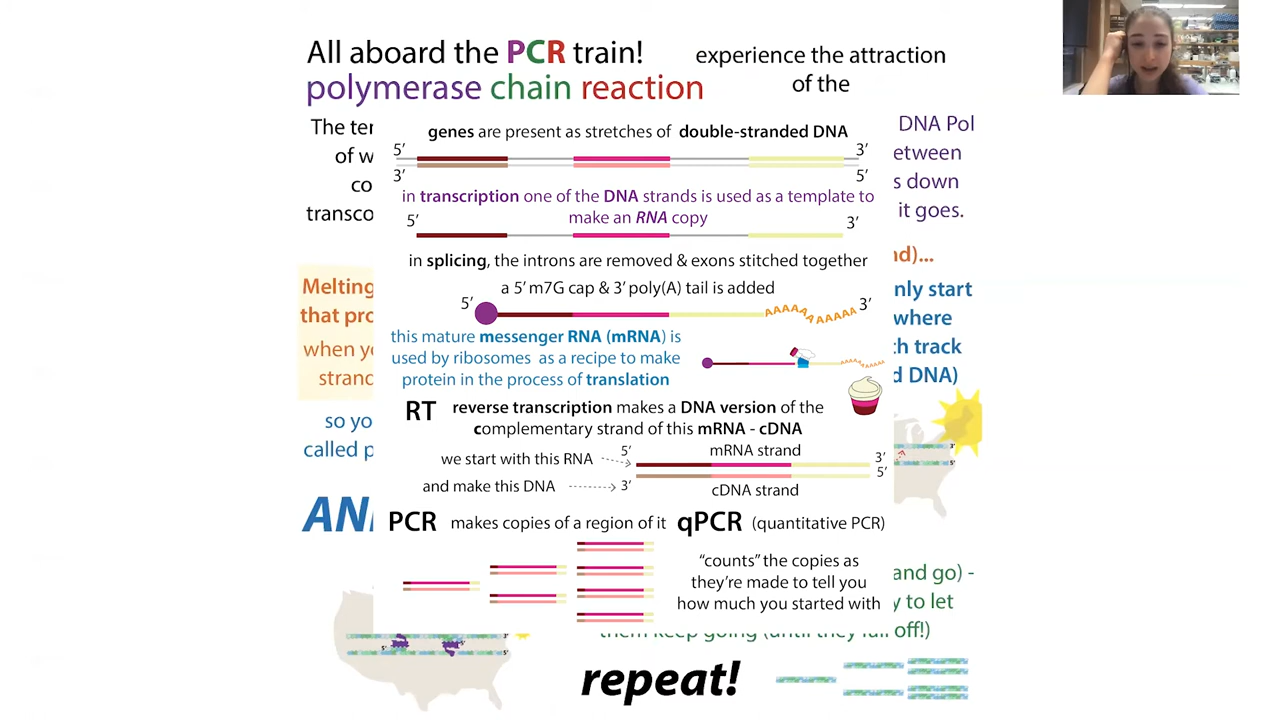 All aboard the PCR train!
polymerase chain reaction
experience the attraction
of the
genes are present as stretches of double-stranded DNA
5’ 3’
3’ 5’
in transcription one of the DNA strands is used as a template to
make an RNA copy
5’ 3’
in splicing, the introns are removed & exons stitched together
a 5’ m7G cap & 3’ poly(A) tail is added
5’ AAAAAAAAAAA 3’
this mature messenger RNA (mRNA) is
used by ribosomes as a recipe to make
protein in the process of translation
RT reverse transcription makes a DNA version of the
complementary strand of this mRNA - cDNA
we start with this RNA 5’ mRNA strand 3’
and make this DNA 3’ cDNA strand 5’
PCR makes copies of a region of it
qPCR (quantitative PCR)
"counts" the copies as
they're made to tell you
how much you started with
The
of
co
transco
Melting
that pro
when
strand
so
called
DNA Pol
etween
s down
it goes.
nd)...
nly start
where
track
d DNA)
and go) -
y to let
them keep going (until they fall off!)
repeat!